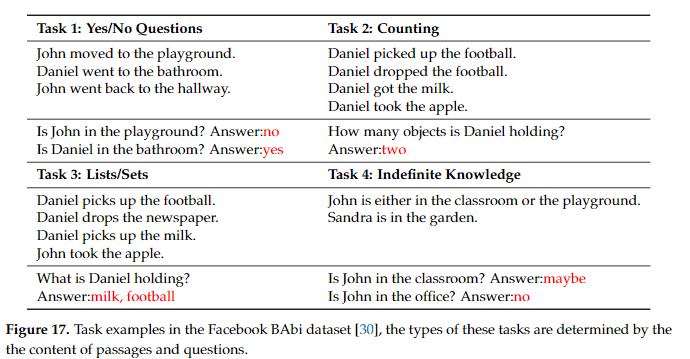 Task 1: Yes/No Questions
Task 2: Counting
John moved to the playground.
Daniel went to the bathroom.
John went back to the hallway.
Daniel picked up the football.
Daniel dropped the football.
Daniel got the milk.
Daniel took the apple.
Is John in the playground? Answer:no
Is Daniel in the bathroom? Answer:yes
How many objects is Daniel holding?
Answer:two
Task 3: Lists/Sets
Task 4: Indefinite Knowledge
Daniel picks up the football.
Daniel drops the newspaper.
Daniel picks up the milk.
John took the apple.
John is either in the classroom or the playground.
Sandra is in the garden.
What is Daniel holding?
Answer:milk, football
Is John in the classroom? Answer:maybe
Is John in the office? Answer:no
Figure 17. Task examples in the Facebook BAbi dataset [30], the types of these tasks are determined by the
the content of passages and questions.